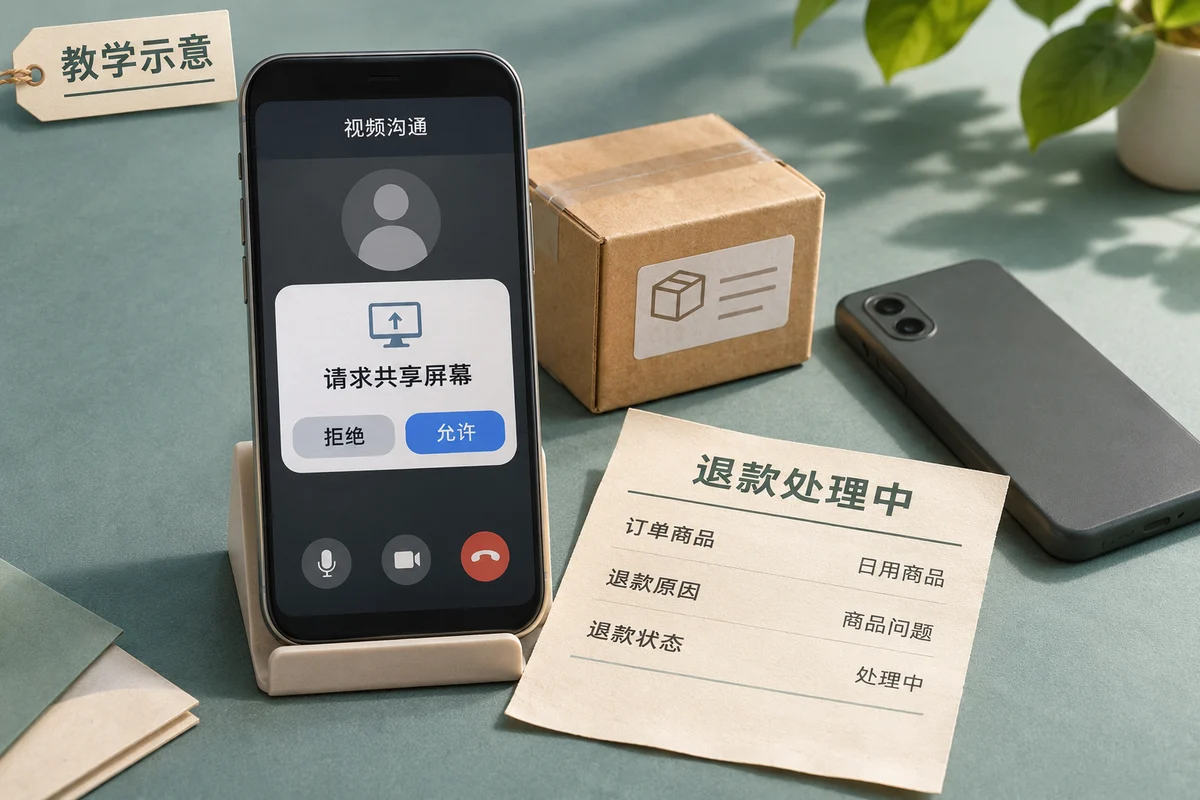 教学示意
视频沟通
请求共享屏幕
拒绝
允许
退款处理中
订单商品
日用商品
退款原因
商品问题
退款状态
处理中